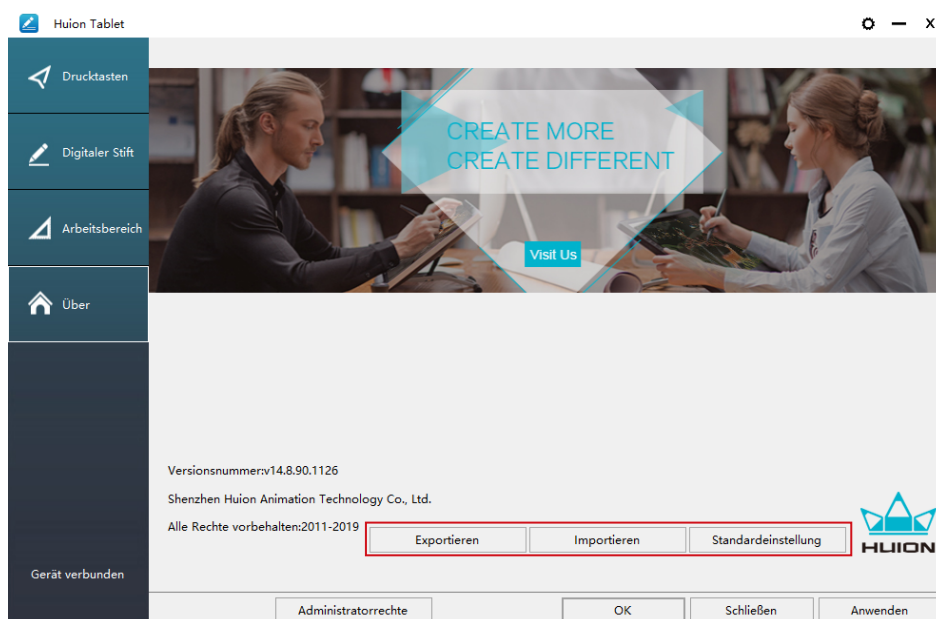 Huion Tablet
Drucktasten
Digitaler Stift
Arbeitsbereich
Über
CREATE MORE
CREATE DIFFERENT
Visit Us
Versionsnummer:v14.8.90.1126
Shenzhen Huion Animation Technology Co., Ltd.
Alle Rechte vorbehalten:2011-2019
Exportieren Importieren Standardeinstellung
HUION
Gerät verbunden
Administratorrechte OK Schließen Anwenden